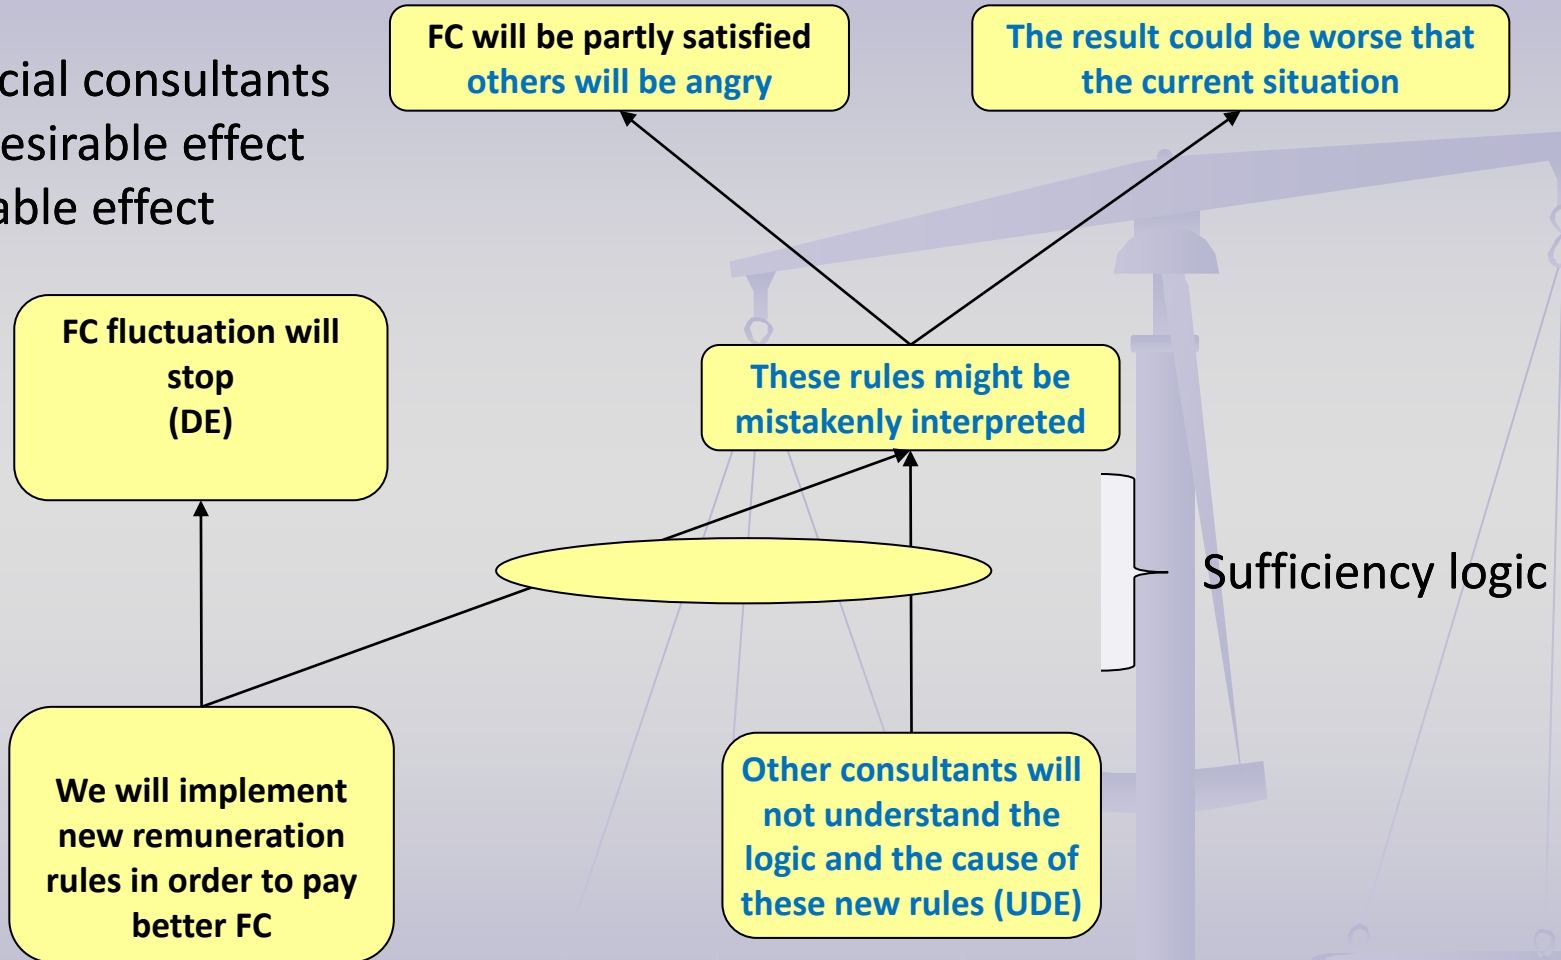 cial consultants
esirable effect
able effect
FC will be partly satisfied
others will be angry
The result could be worse that
the current situation
FC fluctuation will
stop
(DE)
These rules might be
mistakenly interpreted
Sufficiency logic
We will implement
new remuneration
rules in order to pay
better FC
Other consultants will
not understand the
logic and the cause of
these new rules (UDE)